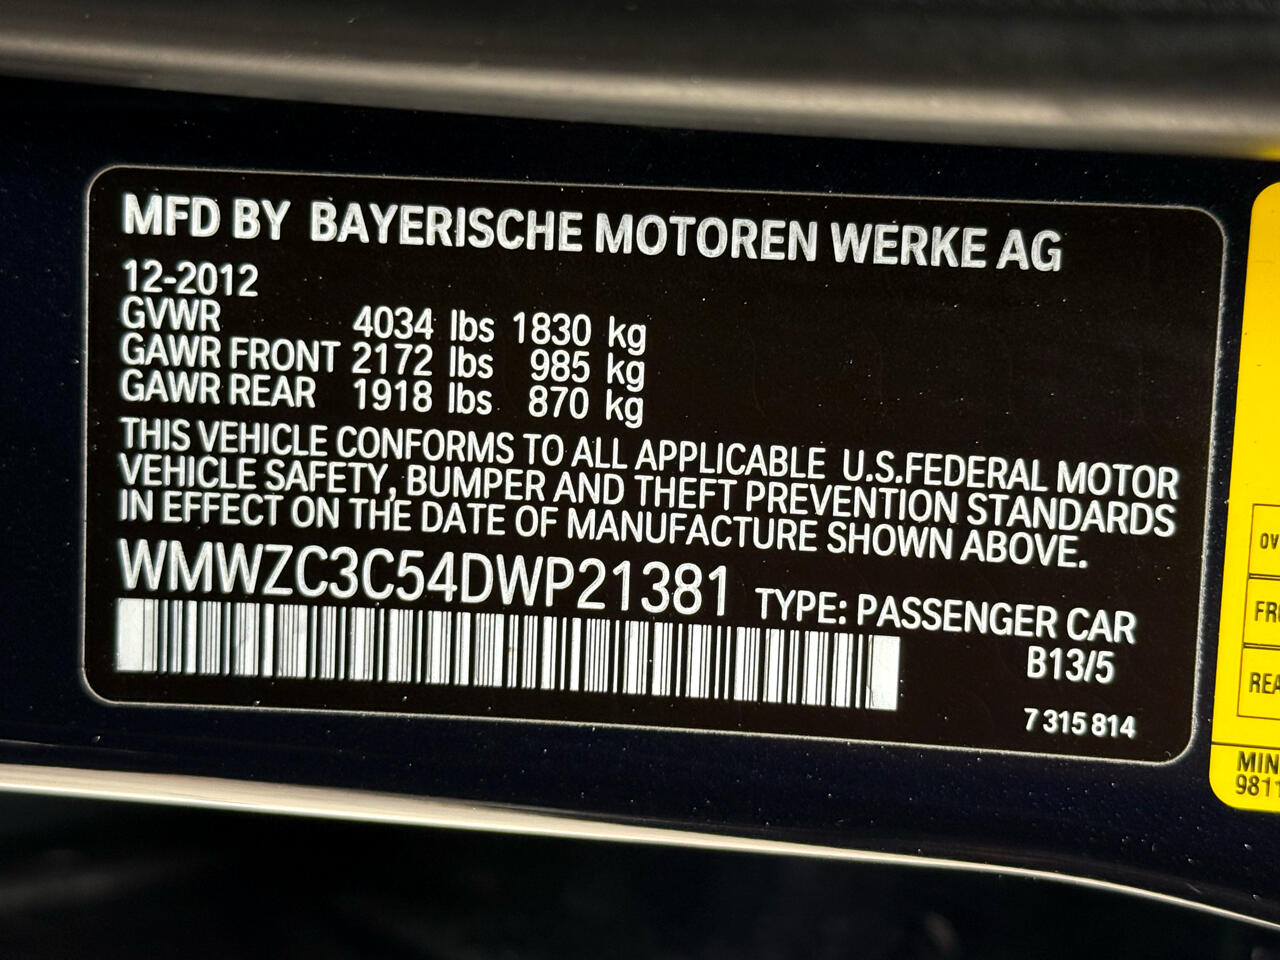 MFD BY BAYERISCHE MOTOREN WERKE AG
12-2012
GVWR 4034 lbs 1830 kg
GAWR FRONT 2172 lbs 985 kg
GAWR REAR 1918 lbs 870 kg
THIS VEHICLE CONFORMS TO ALL APPLICABLE U.S.FEDERAL MOTOR
VEHICLE SAFETY, BUMPER AND THEFT PREVENTION STANDARDS
IN EFFECT ON THE DATE OF MANUFACTURE SHOWN ABOVE.
WMWZC3C54DWP21381 TYPE: PASSENGER CAR
B13/5
7 315 814
MIN